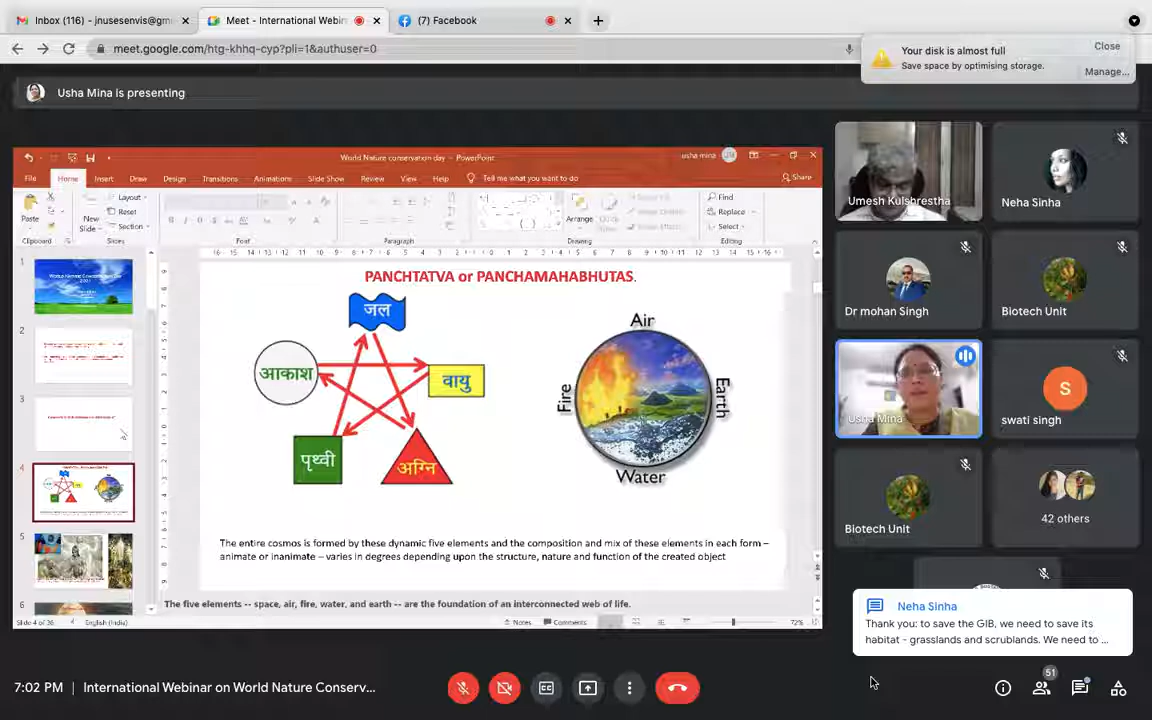 Inbox (116) - jnusesenvis@gm
Meet - International Webin
(7) Facebook
meet.google.com/htg-khhq-cyp?pli=1&authuser=0
Your disk is almost full
Save space by optimising storage.
Close
Manage...
Usha Mina is presenting
World Nature conservation day - PowerPoint
usha mina
File Home Insert Draw Design Transitions Animations Slide Show Review View Help Tell me what you want to do
Share
Paste
Clipboard
New
Slide
Layout
Reset
Section
Slides
Font
Paragraph
Arrange
Drawing
Find
Replace
Select
Editing
1
2
3
4
5
6
PANCHTATVA or PANCHAMAHABHUTAS.
जल
आकाश
वायु
पृथ्वी
अग्नि
Air
Fire
Earth
Water
The entire cosmos is formed by these dynamic five elements and the composition and mix of these elements in each form –
animate or inanimate – varies in degrees depending upon the structure, nature and function of the created object
The five elements -- space, air, fire, water, and earth -- are the foundation of an interconnected web of life.
Slide 4 of 36
English (India)
Notes
Comments
72%
Umesh Kulshrestha
Neha Sinha
Dr mohan Singh
Biotech Unit
Usha Mina
S
swati singh
Biotech Unit
42 others
Neha Sinha
Thank you: to save the GIB, we need to save its
habitat - grasslands and scrublands. We need to ...
7:02 PM | International Webinar on World Nature Conserv...
51